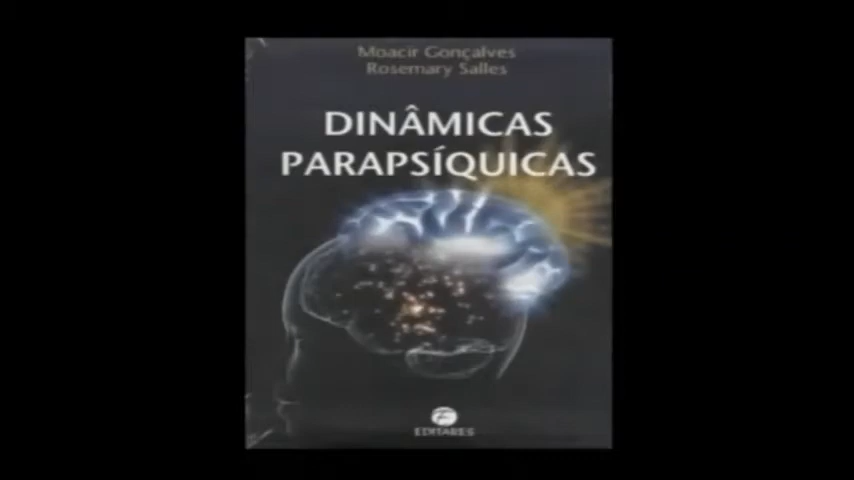 Moacir Gonçalves
Rosemary Salles
DINÂMICAS
PARAPSÍQUICAS
EDITARES